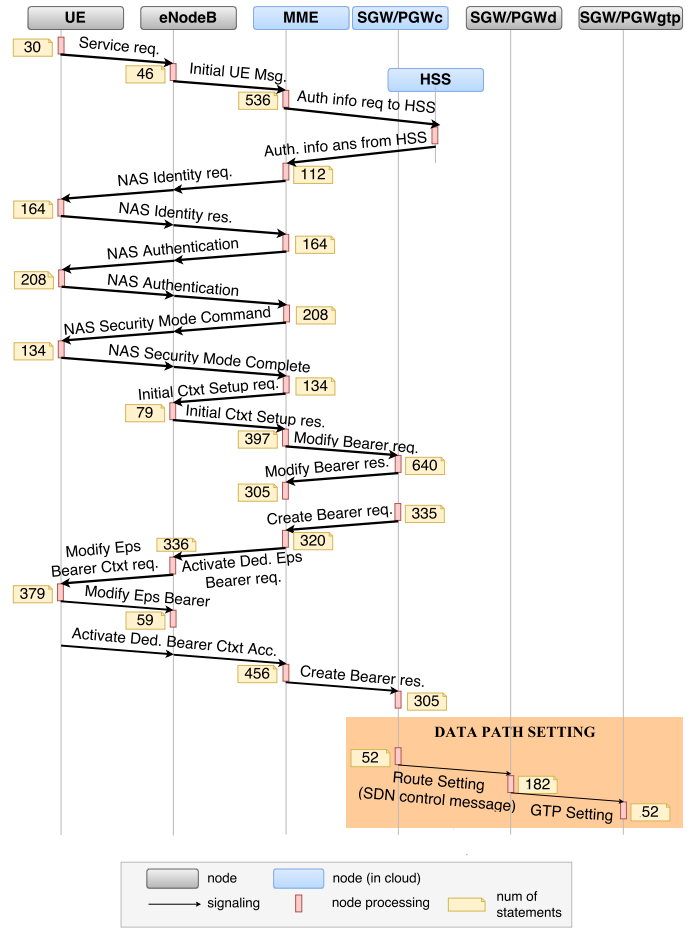 UE
eNodeB
MME
SGW/PGWc
SGW/PGWd
SGW/PGWgtp
30
Service req.
46
Initial UE Msg.
HSS
536
Auth info req to HSS
Auth. info ans from HSS
NAS Identity req.
112
164
NAS Identity res.
164
NAS Authentication
208
NAS Authentication
208
NAS Security Mode Command
134
NAS Security Mode Complete
134
Initial Ctxt Setup req.
79
Initial Ctxt Setup res.
397
Modify Bearer req.
640
Modify Bearer res.
305
335
Create Bearer req.
320
336
Modify Eps
Bearer Ctxt req.
Activate Ded. Eps
Bearer req.
379
Modify Eps Bearer
59
Activate Ded. Bearer Ctxt Acc.
456
Create Bearer res.
305
DATA PATH SETTING
52
Route Setting
(SDN control message)
182
GTP Setting
52
node
node (in cloud)
signaling
node processing
num of
statements